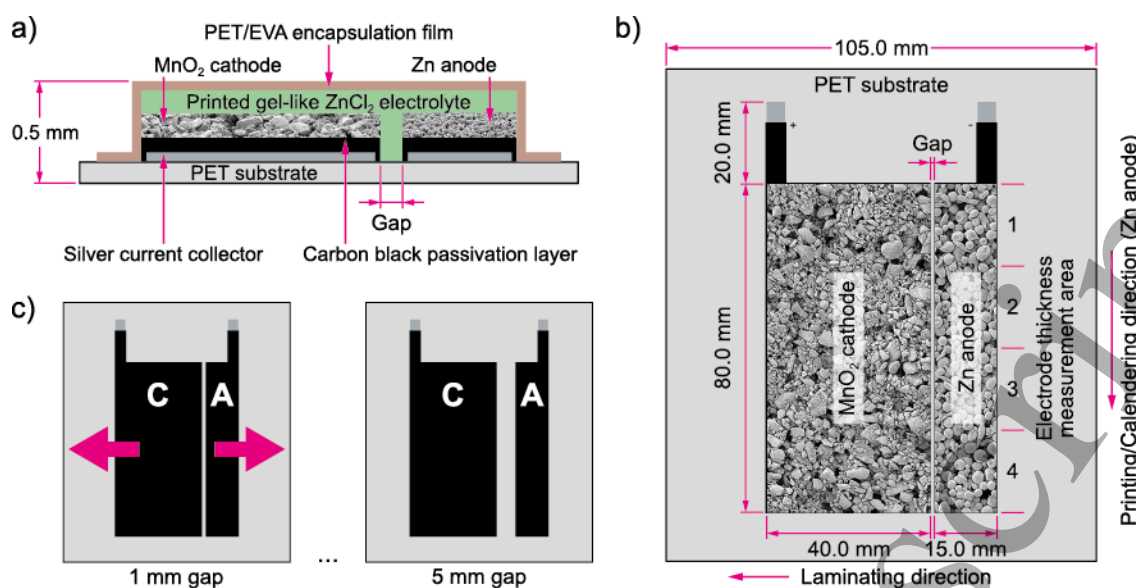 a)
PET/EVA encapsulation film
MnO₂ cathode
Zn anode
Printed gel-like ZnCl₂ electrolyte
0.5 mm
PET substrate
Gap
Silver current collector
Carbon black passivation layer
b)
105.0 mm
PET substrate
20.0 mm
+
-
Gap
80.0 mm
MnO₂ cathode
Zn anode
1
2
3
4
Electrode thickness
measurement area
Printing/Calendering direction (Zn anode)
40.0 mm
15.0 mm
Laminating direction
c)
C
A
1 mm gap
...
C
A
5 mm gap